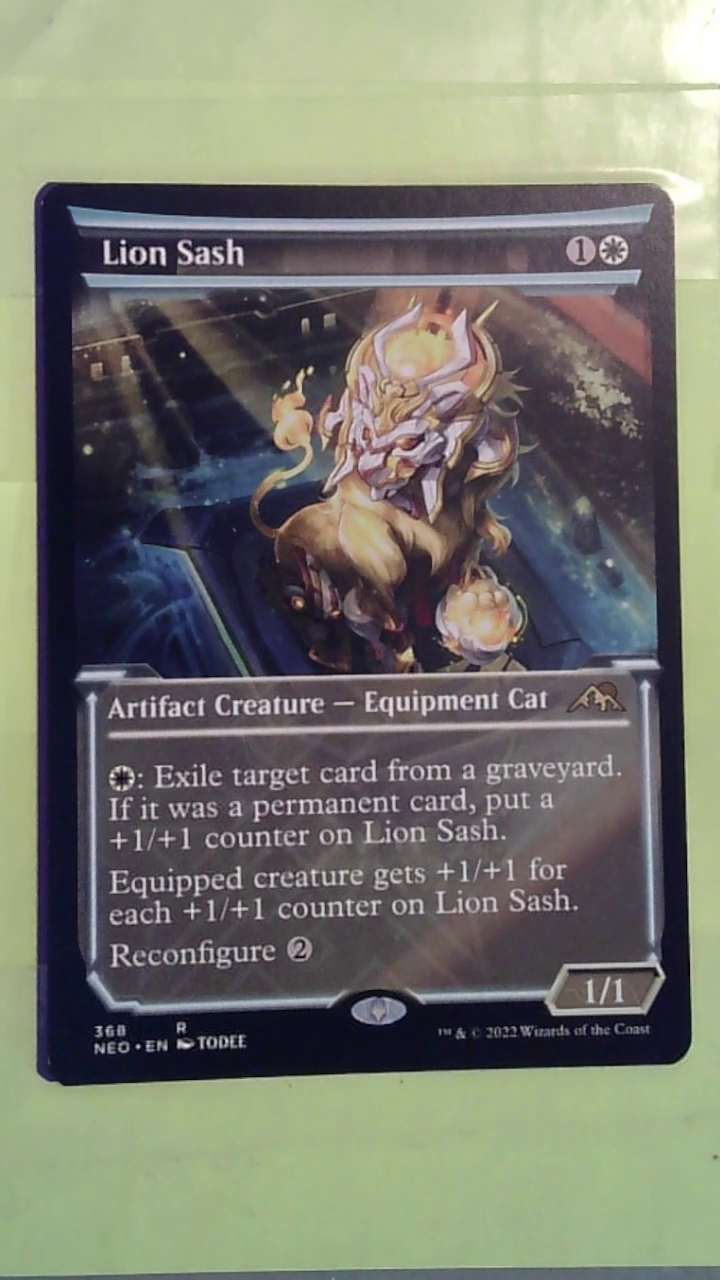 Lion Sash 1
Artifact Creature — Equipment Cat
: Exile target card from a graveyard.
If it was a permanent card, put a
+1/+1 counter on Lion Sash.
Equipped creature gets +1/+1 for
each +1/+1 counter on Lion Sash.
Reconfigure 2
1/1
368 R
NEO • EN TODEE
™ & © 2022 Wizards of the Coast